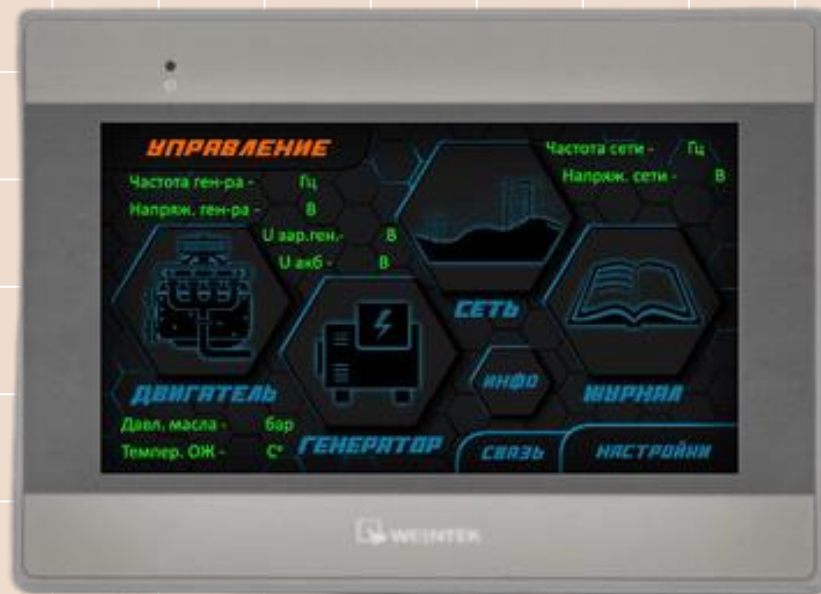 УПРАВЛЕНИЕ
Частота ген-ра - Гц
Напряж. ген-ра - В
U зар.ген.- В
U акб - В
Частота сети - Гц
Напряж. сети - В
СЕТЬ
ДВИГАТЕЛЬ
ИНФО
ЖУРНАЛ
Давл. масла - бар
Темпер. ОЖ - С°
ГЕНЕРАТОР
СВЯЗЬ
НАСТРОЙКИ
WEINTEK